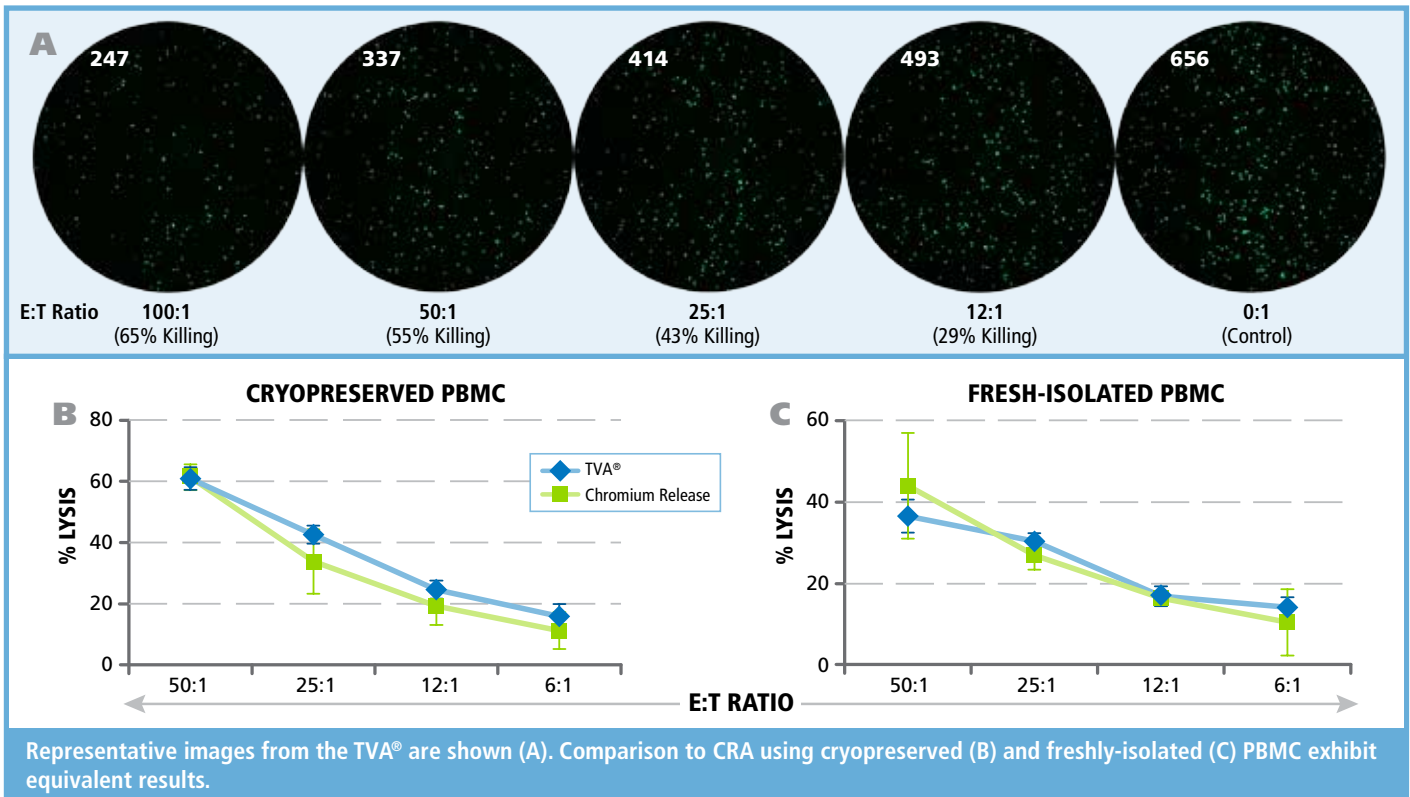 A
247 337 414 493 656
E:T Ratio 100:1 50:1 25:1 12:1 0:1
(65% Killing) (55% Killing) (43% Killing) (29% Killing) (Control)
B CRYOPRESERVED PBMC
80
60
40
20
0
% LYSIS
TVA®
Chromium Release
50:1 25:1 12:1 6:1
C FRESH-ISOLATED PBMC
60
40
20
0
% LYSIS
50:1 25:1 12:1 6:1
E:T RATIO
Representative images from the TVA® are shown (A). Comparison to CRA using cryopreserved (B) and freshly-isolated (C) PBMC exhibit
equivalent results.